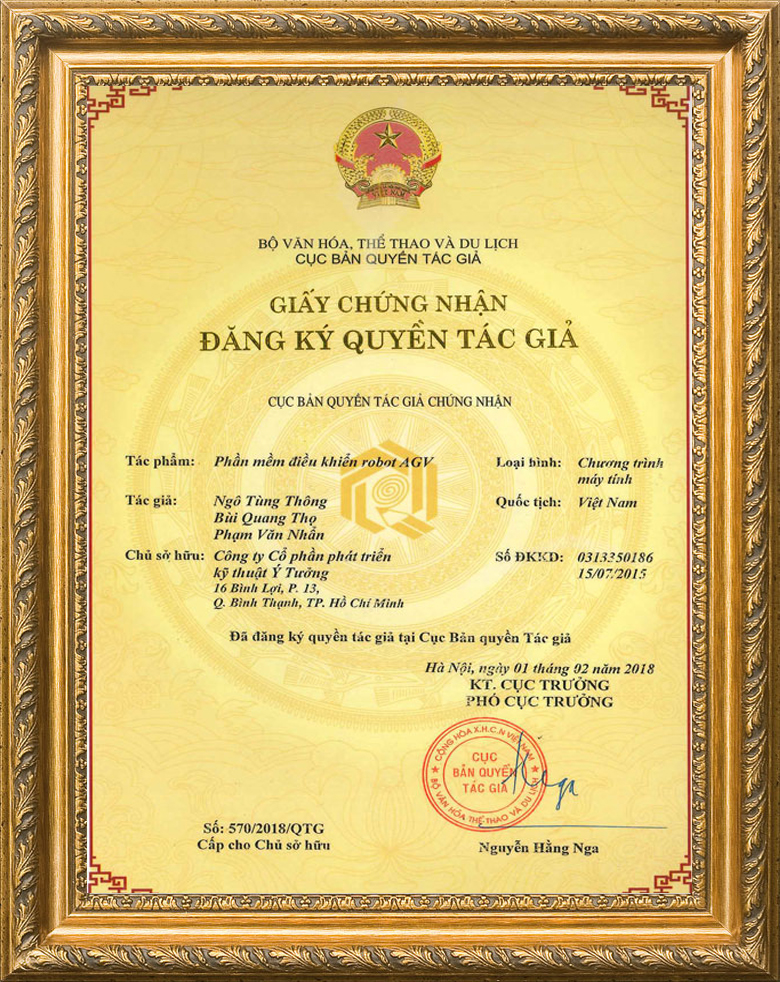 VIỆT NAM
BỘ VĂN HÓA, THỂ THAO VÀ DU LỊCH
CỤC BẢN QUYỀN TÁC GIẢ
GIẤY CHỨNG NHẬN
ĐĂNG KÝ QUYỀN TÁC GIẢ
CỤC BẢN QUYỀN TÁC GIẢ CHỨNG NHẬN
Tác phẩm: Phần mềm điều khiển robot AGV Loại hình: Chương trình
máy tính
Tác giả: Ngô Tùng Thông Quốc tịch: Việt Nam
Bùi Quang Thọ
Phạm Văn Nhẩn
Chủ sở hữu: Công ty Cổ phần phát triển Số ĐKKD: 0313350186
kỹ thuật Ý Tưởng 15/07/2015
16 Bình Lợi, P. 13,
Q. Bình Thạnh, TP. Hồ Chí Minh
Đã đăng ký quyền tác giả tại Cục Bản quyền Tác giả
Hà Nội, ngày 01 tháng 02 năm 2018
KT. CỤC TRƯỞNG
PHÓ CỤC TRƯỞNG
CỘNG HÒA X.H.C.N VIỆT NAM
CỤC
BẢN QUYỀN
TÁC GIẢ
BỘ VĂN HÓA THỂ THAO VÀ DU LỊCH
Nga
Số: 570/2018/QTG
Cấp cho Chủ sở hữu
Nguyễn Hằng Nga